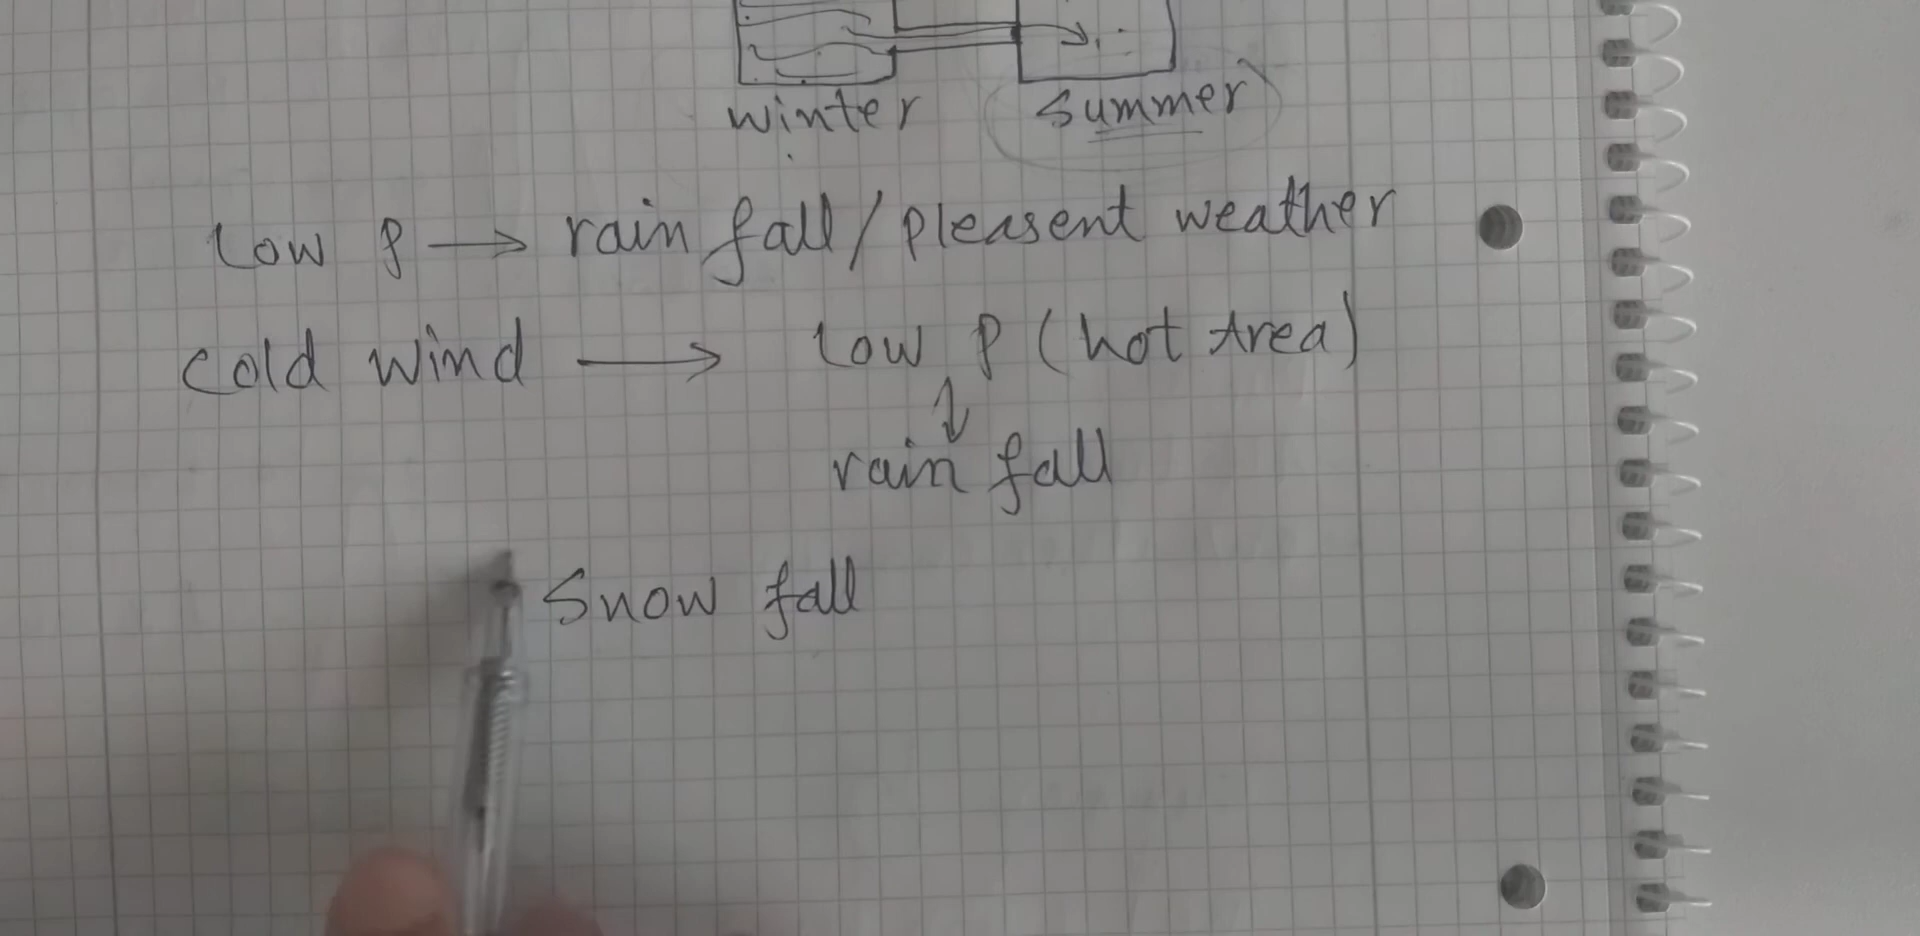 winter summer
Low P → rain fall/pleasent weather
cold wind → Low P (hot Area)
rain fall
Snow fall